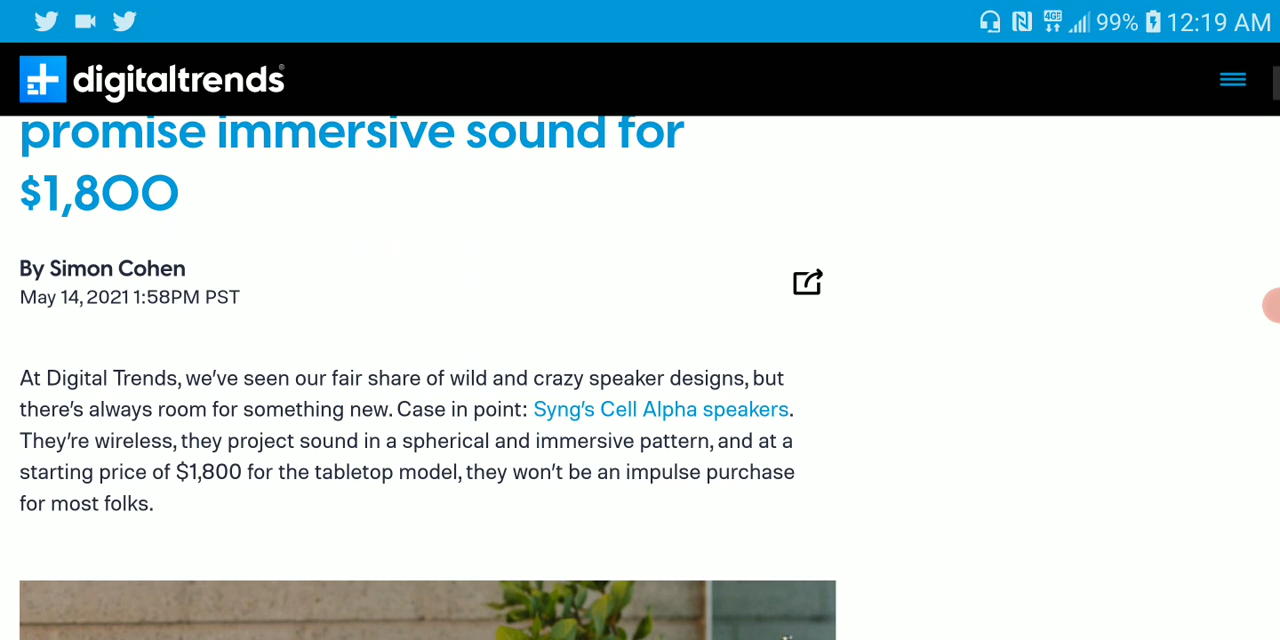 99% 12:19 AM
digitaltrends
promise immersive sound for
$1,800
By Simon Cohen
May 14, 2021 1:58PM PST
At Digital Trends, we've seen our fair share of wild and crazy speaker designs, but
there's always room for something new. Case in point: Syng's Cell Alpha speakers.
They're wireless, they project sound in a spherical and immersive pattern, and at a
starting price of $1,800 for the tabletop model, they won't be an impulse purchase
for most folks.